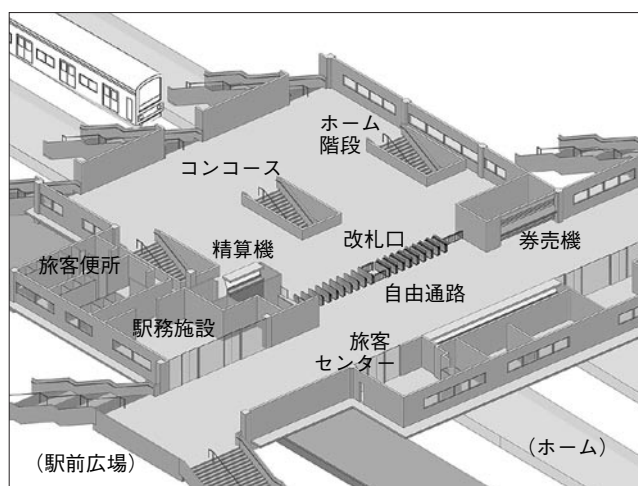 ホーム
階段
コンコース
精算機
改札口
券売機
旅客便所
自由通路
駅務施設
旅客
センター
（駅前広場）
（ホーム）